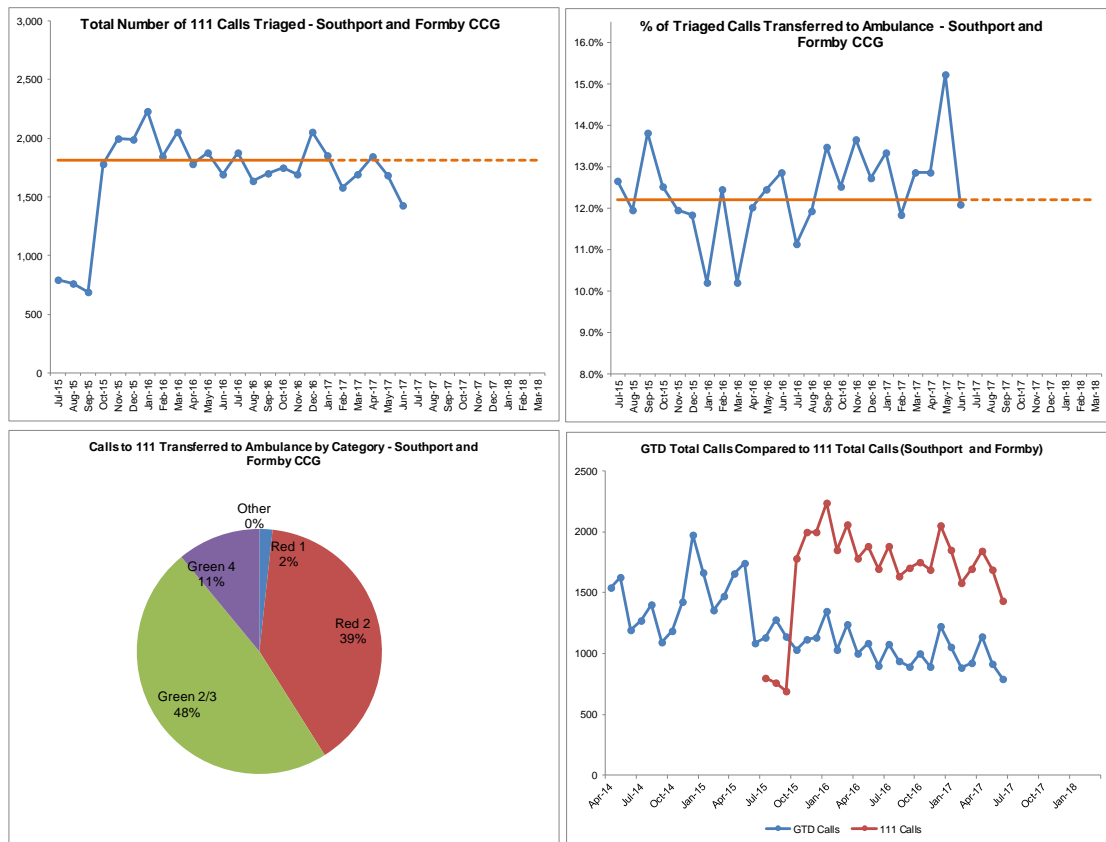 Total Number of 111 Calls Triaged - Southport and Formby CCG
3,000
2,500
2,000
1,500
1,000
500
0
Jul-15
Aug-15
Sep-15
Oct-15
Nov-15
Dec-15
Jan-16
Feb-16
Mar-16
Apr-16
May-16
Jun-16
Jul-16
Aug-16
Sep-16
Oct-16
Nov-16
Dec-16
Jan-17
Feb-17
Mar-17
Apr-17
May-17
Jun-17
Jul-17
Aug-17
Sep-17
Oct-17
Nov-17
Dec-17
Jan-18
Feb-18
Mar-18
% of Triaged Calls Transferred to Ambulance - Southport and
Formby CCG
16.0%
15.0%
14.0%
13.0%
12.0%
11.0%
10.0%
9.0%
8.0%
Jul-15
Aug-15
Sep-15
Oct-15
Nov-15
Dec-15
Jan-16
Feb-16
Mar-16
Apr-16
May-16
Jun-16
Jul-16
Aug-16
Sep-16
Oct-16
Nov-16
Dec-16
Jan-17
Feb-17
Mar-17
Apr-17
May-17
Jun-17
Jul-17
Aug-17
Sep-17
Oct-17
Nov-17
Dec-17
Jan-18
Feb-18
Mar-18
Calls to 111 Transferred to Ambulance by Category - Southport and
Formby CCG
Other
0%
Red 1
2%
Red 2
39%
Green 2/3
48%
Green 4
11%
GTD Total Calls Compared to 111 Total Calls (Southport and Formby)
2500
2000
1500
1000
500
0
Apr-14
Jul-14
Oct-14
Jan-15
Apr-15
Jul-15
Oct-15
Jan-16
Apr-16
Jul-16
Oct-16
Jan-17
Apr-17
Jul-17
Oct-17
Jan-18
GTD Calls
111 Calls